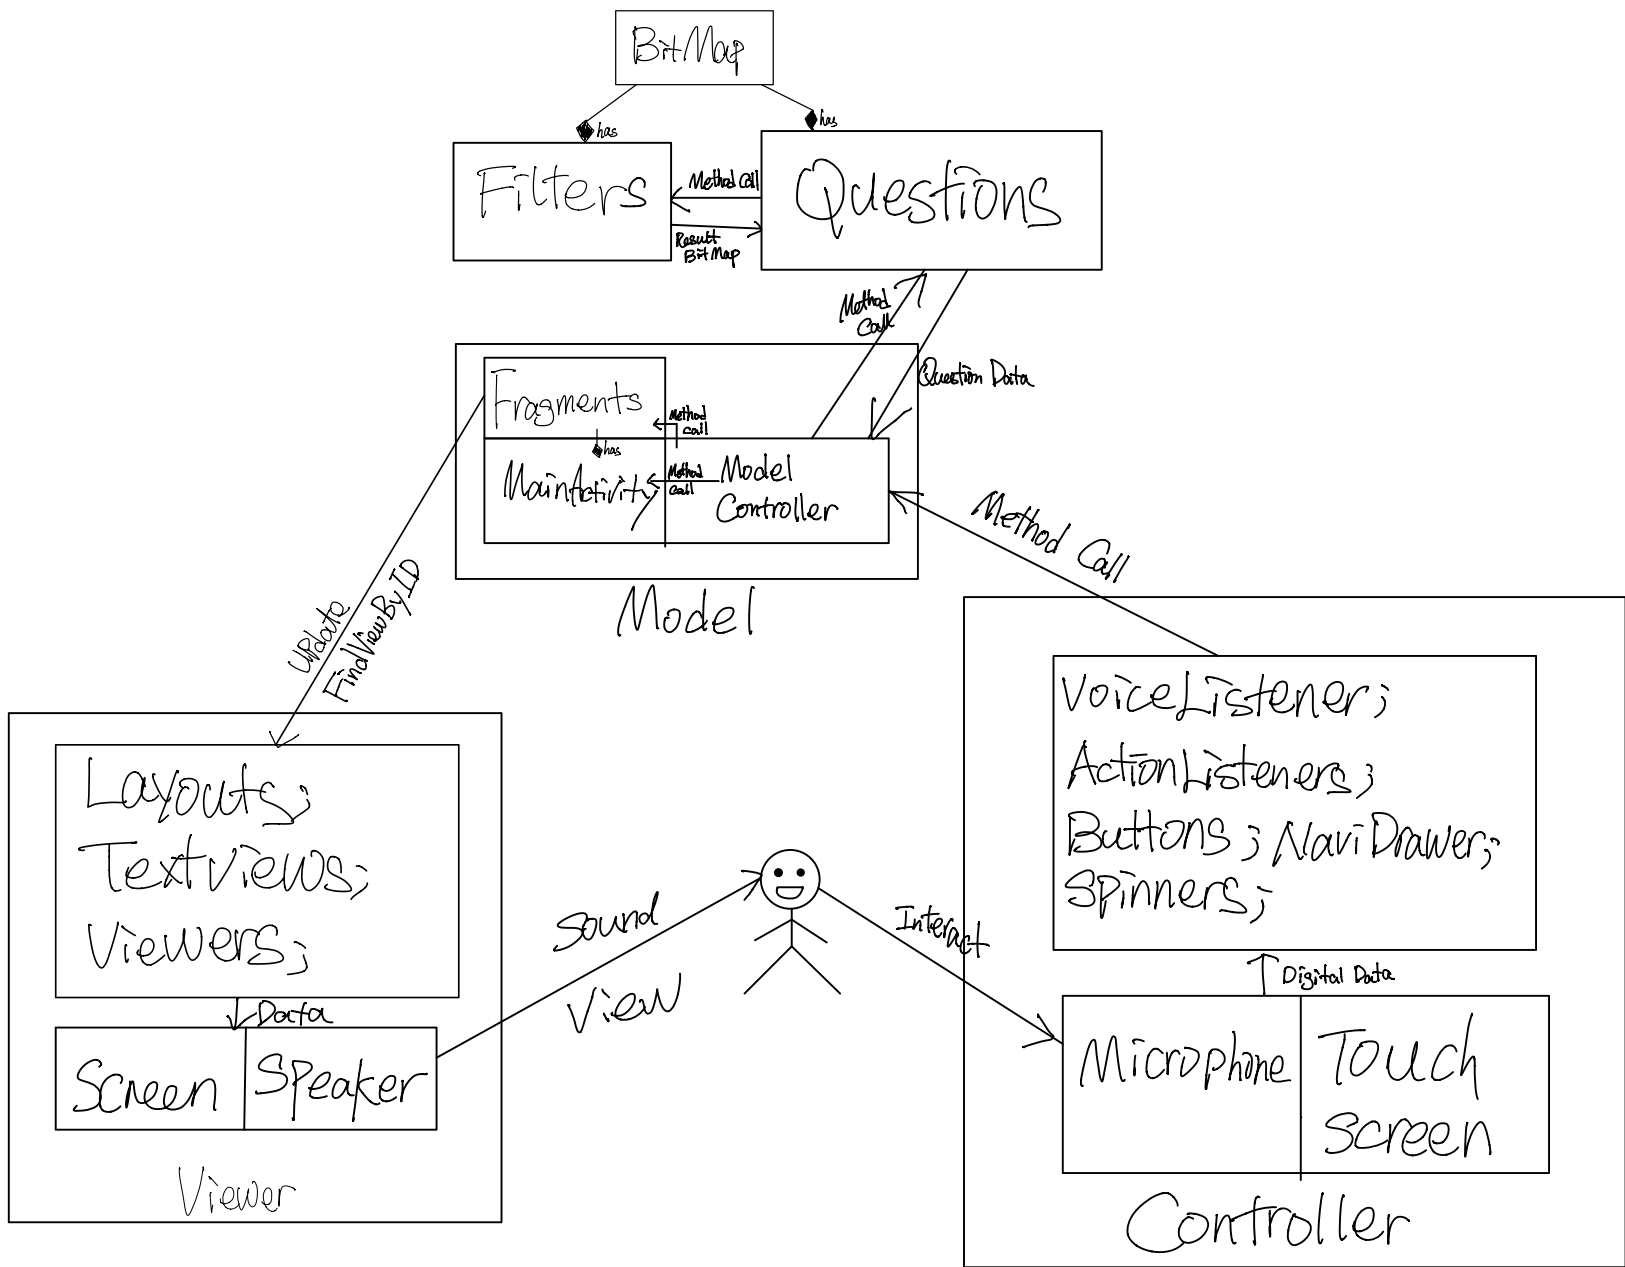 BitMap
has
has
Filters
Method Call
Questions
Result
BitMap
Method
Call
Question Data
Fragments
Method
call
has
MainActivity
Method
call
Model
Controller
Model
Method Call
Update
FindViewByID
VoiceListener;
ActionListeners;
Buttons; NaviDrawer;
Spinners;
Layouts;
Textviews;
Viewers;
Sound
View
Interact
Digital Data
Data
Screen
Speaker
Microphone
Touch
Screen
Viewer
Controller